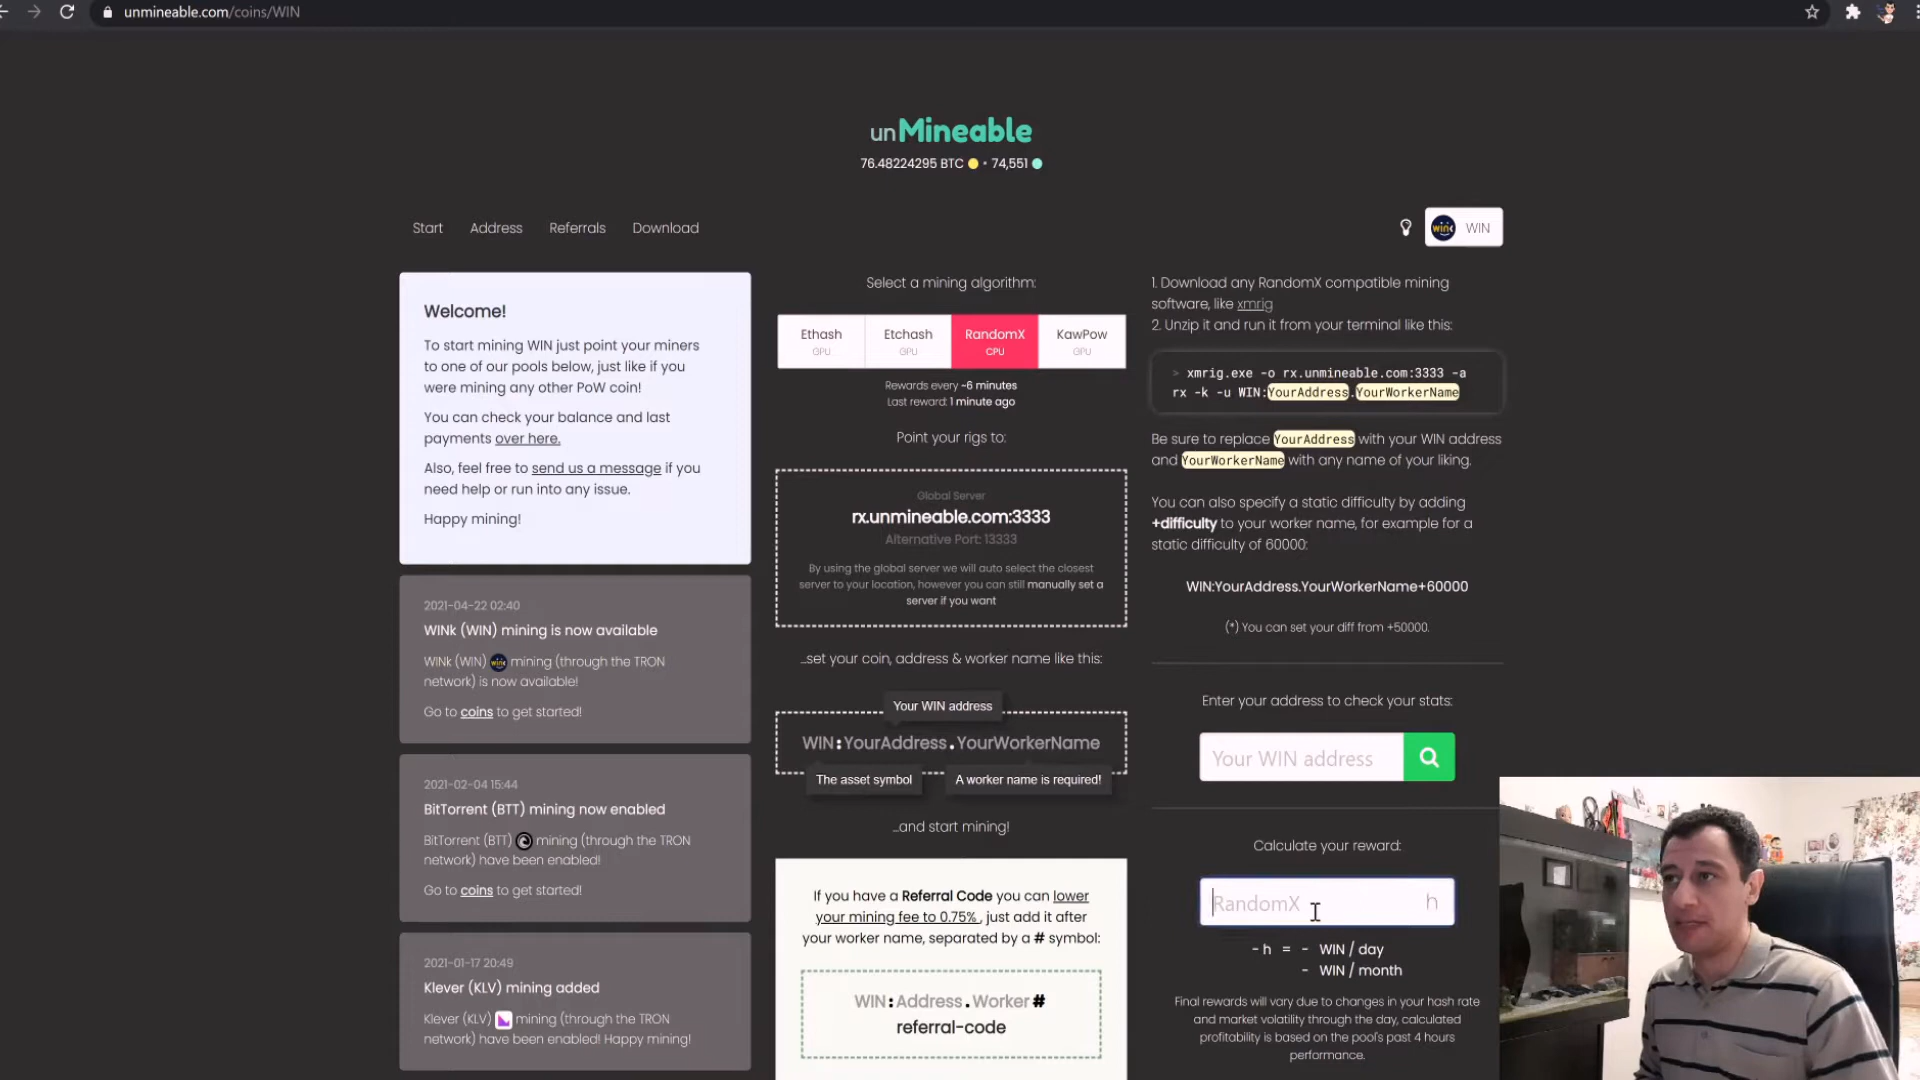 unmineable.com/coins/WIN
unMineable
76.48224295 BTC • 74,551
Start Address Referrals Download
WIN
Welcome!
To start mining WIN just point your miners
to one of our pools below, just like if you
were mining any other PoW coin!
You can check your balance and last
payments over here.
Also, feel free to send us a message if you
need help or run into any issue.
Happy mining!
2021-04-22 02:40
WINk (WIN) mining is now available
WINk (WIN) mining (through the TRON
network) is now available!
Go to coins to get started!
2021-02-04 15:44
BitTorrent (BTT) mining now enabled
BitTorrent (BTT) mining (through the TRON
network) have been enabled!
Go to coins to get started!
2021-01-17 20:49
Klever (KLV) mining added
Klever (KLV) mining (through the TRON
network) have been enabled! Happy mining!
Select a mining algorithm:
Ethash Etchash RandomX KawPow
GPU GPU CPU GPU
Rewards every ~6 minutes
Last reward: 1 minute ago
Point your rigs to:
Global Server
rx.unmineable.com:3333
Alternative Port: 13333
By using the global server we will auto select the closest
server to your location, however you can still manually set a
server if you want
...set your coin, address & worker name like this:
Your WIN address
WIN:YourAddress.YourWorkerName
The asset symbol A worker name is required!
...and start mining!
If you have a Referral Code you can lower
your mining fee to 0.75% , just add it after
your worker name, separated by a # symbol:
WIN:Address.Worker#
referral-code
1. Download any RandomX compatible mining
software, like xmrig
2. Unzip it and run it from your terminal like this:
> xmrig.exe -o rx.unmineable.com:3333 -a
rx -k -u WIN:YourAddress.YourWorkerName
Be sure to replace YourAddress with your WIN address
and YourWorkerName with any name of your liking.
You can also specify a static difficulty by adding
+difficulty to your worker name, for example for a
static difficulty of 60000:
WIN:YourAddress.YourWorkerName+60000
(*) You can set your diff from +50000.
Enter your address to check your stats:
Your WIN address
Calculate your reward:
RandomX h
- h = - WIN / day
- WIN / month
Final rewards will vary due to changes in your hash rate
and market volatility through the day, calculated
profitability is based on the pool's past 4 hours
performance.